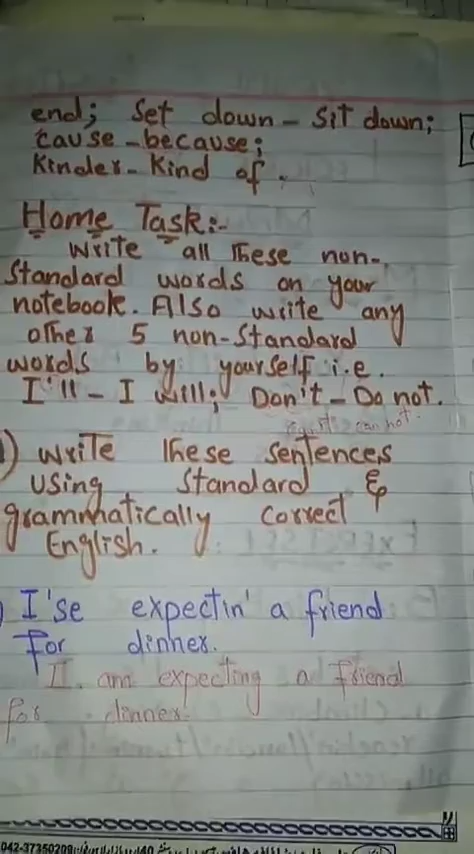 end; Set down - Sit down;
'cause - because;
Kinder - Kind of.
Home Task:-
Write all These non-
Standard words on your
notebook. Also write any
other 5 non-Standard
words by yourself i.e.
I'll - I will; Don't - Do not.
can not.
) Write These Sentences
Using Standard &
grammatically Correct
English.
) I'se expectin' a friend
for dinner.
I am expecting a friend
for dinner.
042-37350209